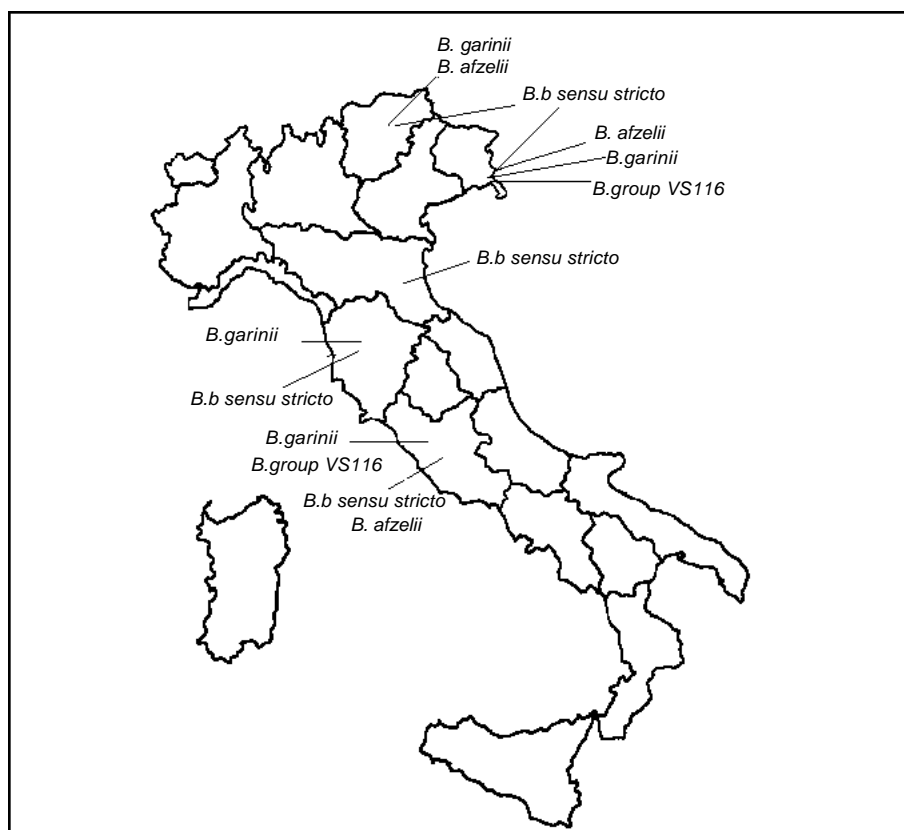 B. garinii
B. afzelii
B.b sensu stricto
B. afzelii
B.garinii
B.group VS116
B.b sensu stricto
B.garinii
B.b sensu stricto
B.garinii
B.group VS116
B.b sensu stricto
B. afzelii